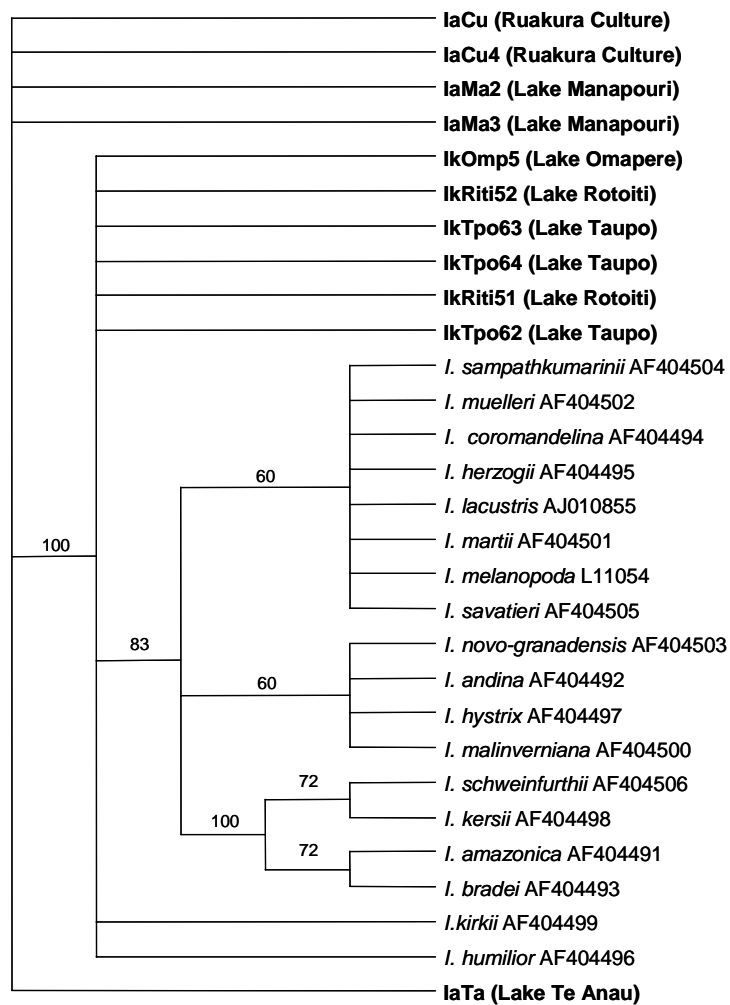 IaCu (Ruakura Culture)
IaCu4 (Ruakura Culture)
IaMa2 (Lake Manapouri)
IaMa3 (Lake Manapouri)
IkOmp5 (Lake Omapere)
IkRiti52 (Lake Rotoiti)
IkTpo63 (Lake Taupo)
IkTpo64 (Lake Taupo)
IkRiti51 (Lake Rotoiti)
IkTpo62 (Lake Taupo)
I. sampathkumarinii AF404504
I. muelleri AF404502
I. coromandelina AF404494
60
I. herzogii AF404495
I. lacustris AJ010855
I. martii AF404501
100
I. melanopoda L11054
I. savatieri AF404505
83
I. novo-granadensis AF404503
60
I. andina AF404492
I. hystrix AF404497
I. malinverniana AF404500
72
I. schweinfurthii AF404506
100
I. kersii AF404498
72
I. amazonica AF404491
I. bradei AF404493
I.kirkii AF404499
I. humilior AF404496
IaTa (Lake Te Anau)